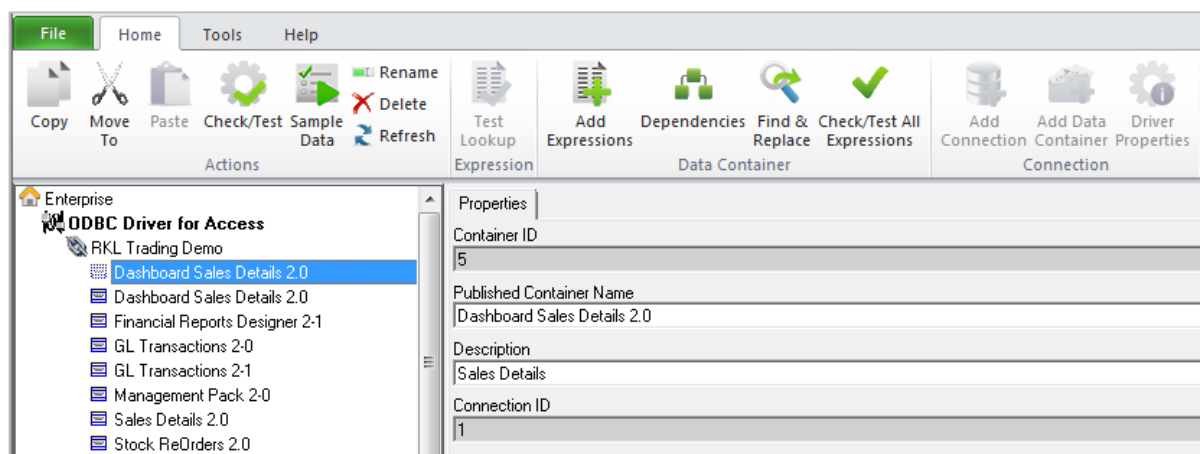 File Home Tools Help
Copy Move To Paste Check/Test Sample Data Rename Delete Refresh
Actions
Test Lookup
Expression
Add Expressions Dependencies Find & Replace Check/Test All Expressions
Data Container
Add Connection Add Data Container Driver Properties
Connection
Enterprise
ODBC Driver for Access
RKL Trading Demo
Dashboard Sales Details 2.0
Dashboard Sales Details 2.0
Financial Reports Designer 2-1
GL Transactions 2-0
GL Transactions 2-1
Management Pack 2-0
Sales Details 2.0
Stock ReOrders 2.0
Properties
Container ID
5
Published Container Name
Dashboard Sales Details 2.0
Description
Sales Details
Connection ID
1